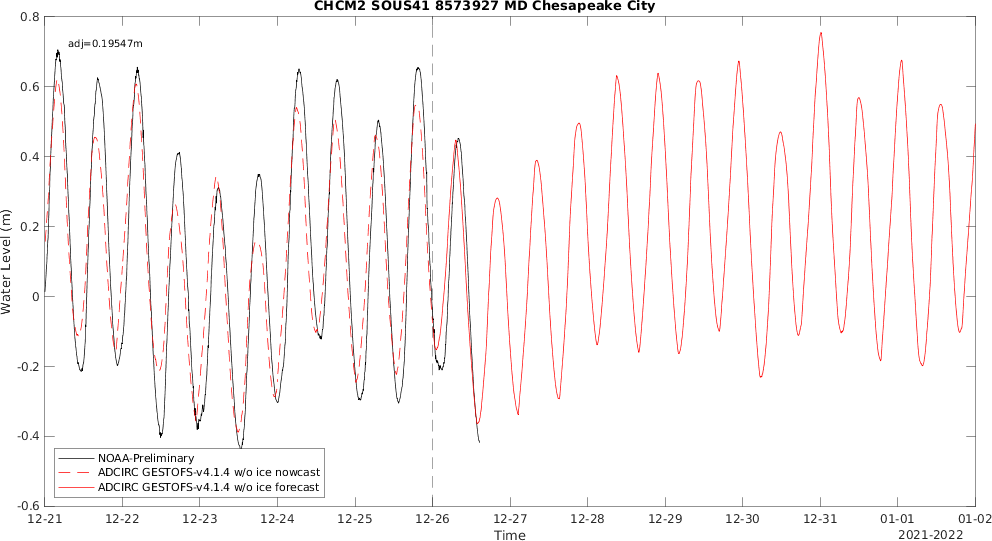 CHCM2 SOUS41 8573927 MD Chesapeake City
adj=0.19547m
0.8
0.6
0.4
0.2
0
-0.2
-0.4
-0.6
Water Level (m)
NOAA-Preliminary
ADCIRC GESTOFS-v4.1.4 w/o ice nowcast
ADCIRC GESTOFS-v4.1.4 w/o ice forecast
12-21 12-22 12-23 12-24 12-25 12-26 12-27 12-28 12-29 12-30 12-31 01-01 01-02
Time
2021-2022